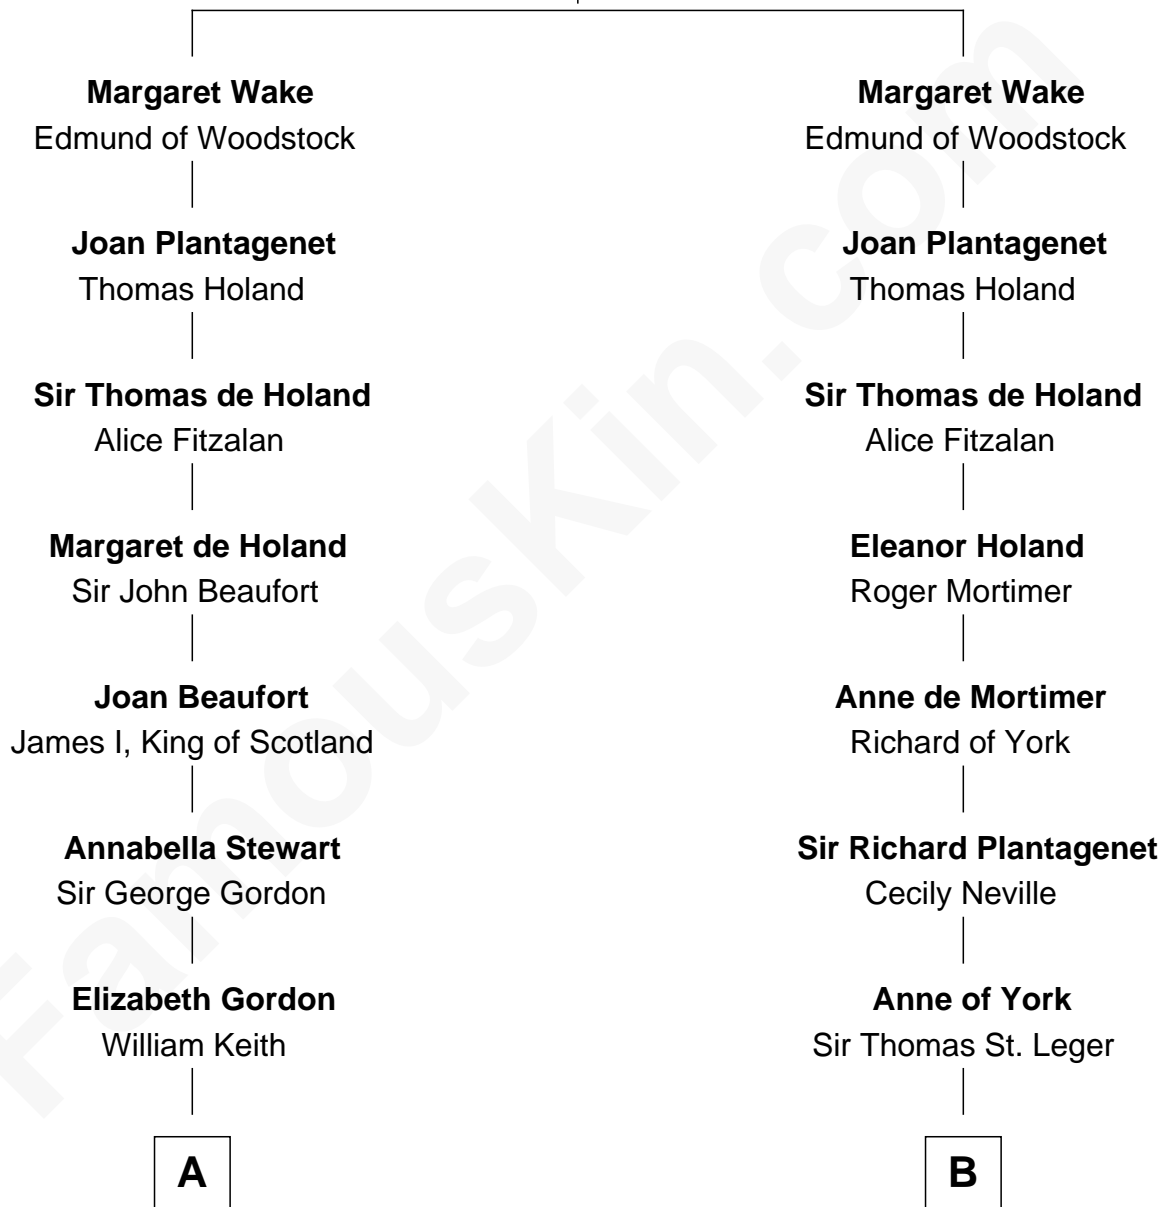 Margaret Wake
Edmund of Woodstock
Joan Plantagenet
Thomas Holand
Sir Thomas de Holand
Alice Fitzalan
Margaret de Holand
Sir John Beaufort
Joan Beaufort
James I, King of Scotland
Annabella Stewart
Sir George Gordon
Elizabeth Gordon
William Keith
A
Margaret Wake
Edmund of Woodstock
Joan Plantagenet
Thomas Holand
Sir Thomas de Holand
Alice Fitzalan
Eleanor Holand
Roger Mortimer
Anne de Mortimer
Richard of York
Sir Richard Plantagenet
Cecily Neville
Anne of York
Sir Thomas St. Leger
B
FamousKin.com